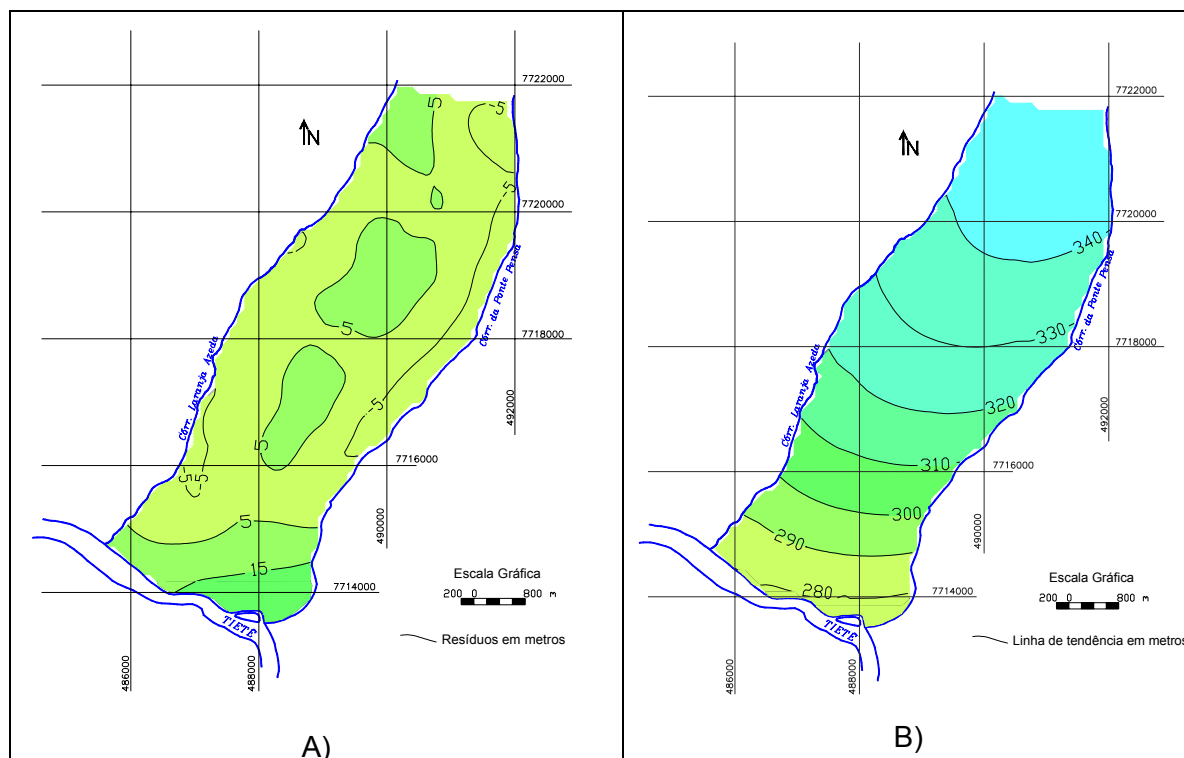 7722000
5
-5
N
-5
7720000
Córr. da Ponte Pensa
5
7718000
Córr. Laranja Azeda
492000
-5
5
-5
5
7716000
5
490000
15
7714000
Escala Gráfica
200 0 800 m
TIETE
Resíduos em metros
486000
488000
A)
7722000
N
7720000
340
Córr. da Ponte Pensa
330
7718000
Córr. Laranja Azeda
320
492000
310
7716000
300
490000
290
280
7714000
Escala Gráfica
200 0 800 m
TIETE
Linha de tendência em metros
486000
488000
B)